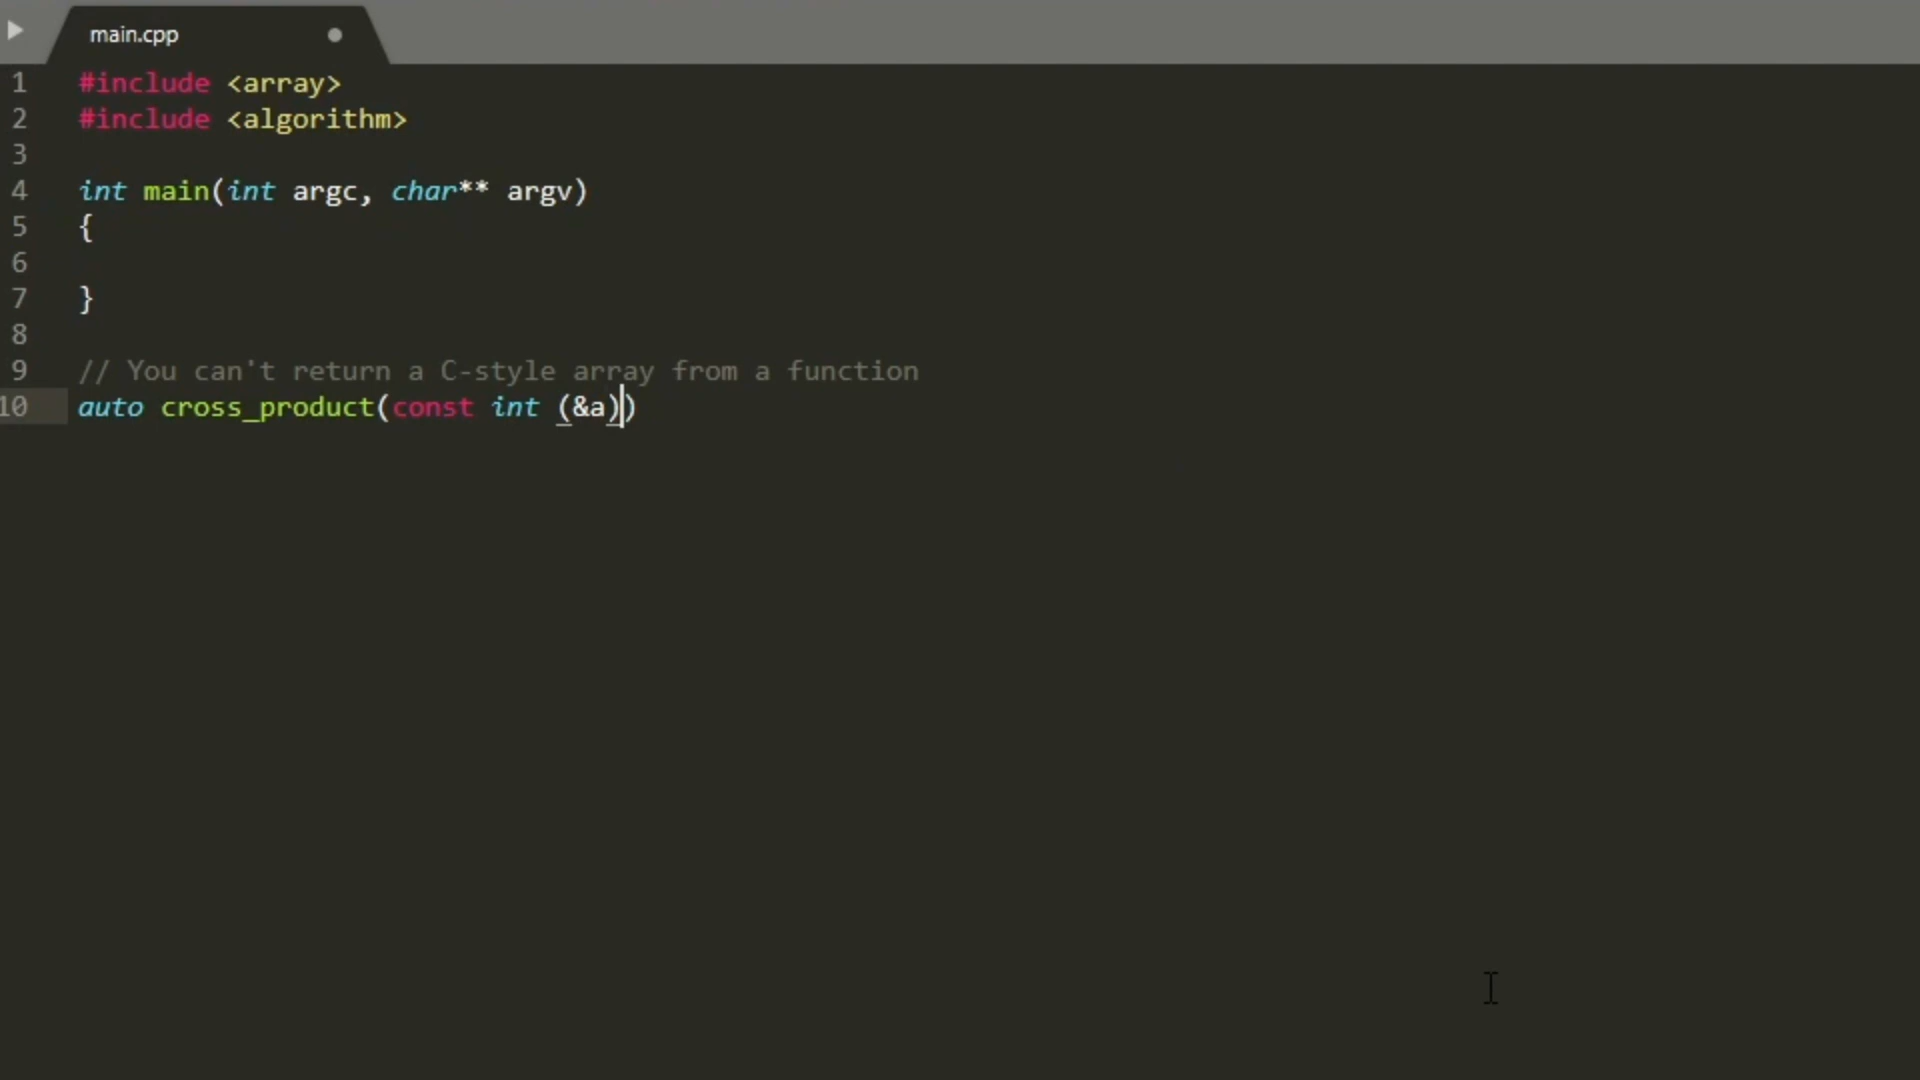 main.cpp
1 #include <array>
2 #include <algorithm>
3
4 int main(int argc, char** argv)
5 {
6
7 }
8
9 // You can't return a C-style array from a function
10 auto cross_product(const int (&a))